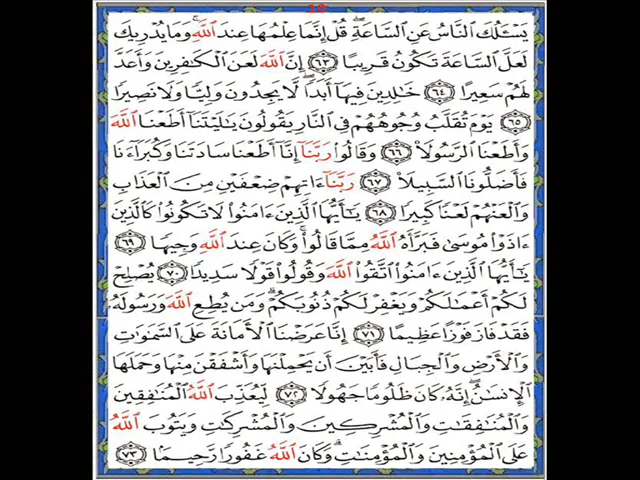 10
يَسْـَٔلُكَ ٱلنَّاسُ عَنِ ٱلسَّاعَةِ ۖ قُلْ إِنَّمَا عِلْمُهَا عِندَ ٱللَّهِ ۚ وَمَا يُدْرِيكَ
لَعَلَّ ٱلسَّاعَةَ تَكُونُ قَرِيبًا ٦٣ إِنَّ ٱللَّهَ لَعَنَ ٱلْكَٰفِرِينَ وَأَعَدَّ
لَهُمْ سَعِيرًا ٦٤ خَٰلِدِينَ فِيهَآ أَبَدًا ۖ لَّا يَجِدُونَ وَلِيًّا وَلَا نَصِيرًا
٦٥ يَوْمَ تُقَلَّبُ وُجُوهُهُمْ فِى ٱلنَّارِ يَقُولُونَ يَٰلَيْتَنَآ أَطَعْنَا ٱللَّهَ
وَأَطَعْنَا ٱلرَّسُولَا۠ ٦٦ وَقَالُوا۟ رَبَّنَآ إِنَّآ أَطَعْنَا سَادَتَنَا وَكُبَرَآءَنَا
فَأَضَلُّونَا ٱلسَّبِيلَا۠ ٦٧ رَبَّنَآ ءَاتِهِمْ ضِعْفَيْنِ مِنَ ٱلْعَذَابِ
وَٱلْعَنْهُمْ لَعْنًا كَبِيرًا ٦٨ يَٰٓأَيُّهَا ٱلَّذِينَ ءَامَنُوا۟ لَا تَكُونُوا۟ كَٱلَّذِينَ
ءَاذَوْا۟ مُوسَىٰ فَبَرَّأَهُ ٱللَّهُ مِمَّا قَالُوا۟ ۚ وَكَانَ عِندَ ٱللَّهِ وَجِيهًا ٦٩
يَٰٓأَيُّهَا ٱلَّذِينَ ءَامَنُوا۟ ٱتَّقُوا۟ ٱللَّهَ وَقُولُوا۟ قَوْلًا سَدِيدًا ٧٠ يُصْلِحْ
لَكُمْ أَعْمَٰلَكُمْ وَيَغْفِرْ لَكُمْ ذُنُوبَكُمْ ۗ وَمَن يُطِعِ ٱللَّهَ وَرَسُولَهُۥ
فَقَدْ فَازَ فَوْزًا عَظِيمًا ٧١ إِنَّا عَرَضْنَا ٱلْأَمَانَةَ عَلَى ٱلسَّمَٰوَٰتِ
وَٱلْأَرْضِ وَٱلْجِبَالِ فَأَبَيْنَ أَن يَحْمِلْنَهَا وَأَشْفَقْنَ مِنْهَا وَحَمَلَهَا
ٱلْإِنسَٰنُ ۖ إِنَّهُۥ كَانَ ظَلُومًا جَهُولًا ٧٢ لِّيُعَذِّبَ ٱللَّهُ ٱلْمُنَٰفِقِينَ
وَٱلْمُنَٰفِقَٰتِ وَٱلْمُشْرِكِينَ وَٱلْمُشْرِكَٰتِ وَيَتُوبَ ٱللَّهُ
عَلَى ٱلْمُؤْمِنِينَ وَٱلْمُؤْمِنَٰتِ ۗ وَكَانَ ٱللَّهُ غَفُورًا رَّحِيمًۢا ٧٣